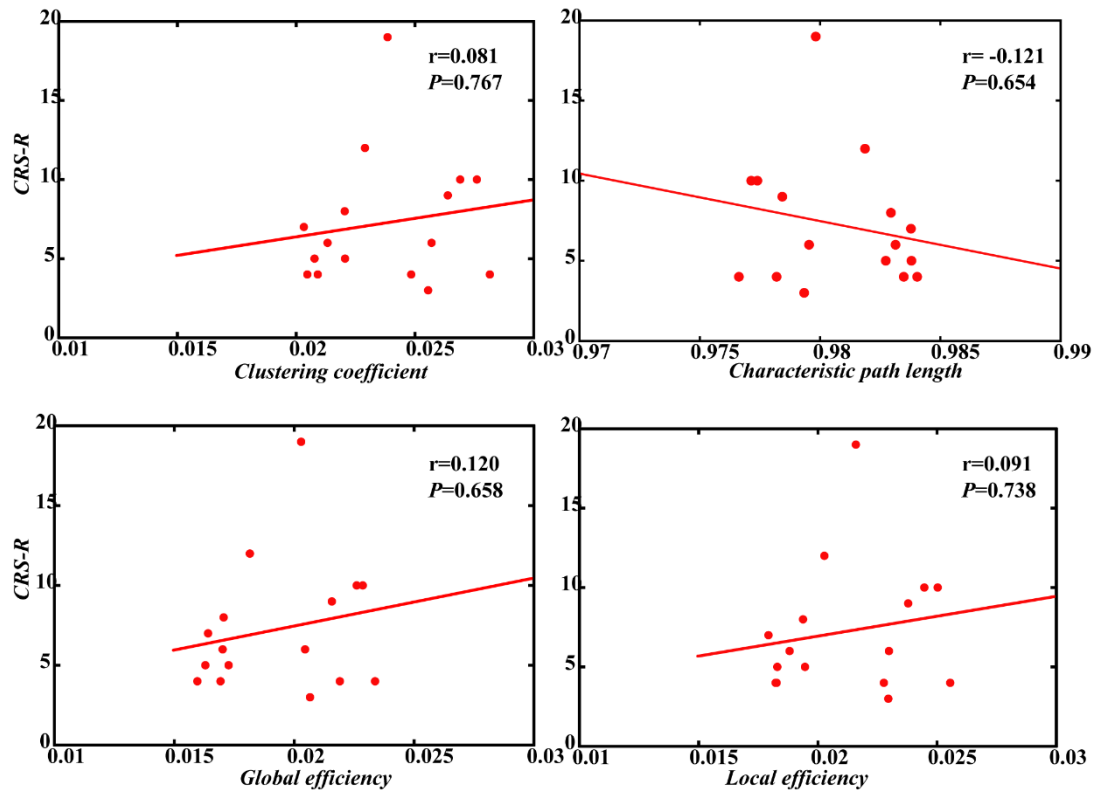 20
15
10
5
0
CRS-R
r=0.081
P=0.767
0.01 0.015 0.02 0.025 0.03
Clustering coefficient
20
15
10
5
0
r= -0.121
P=0.654
0.97 0.975 0.98 0.985 0.99
Characteristic path length
20
15
10
5
0
CRS-R
r=0.120
P=0.658
0.01 0.015 0.02 0.025 0.03
Global efficiency
20
15
10
5
0
r=0.091
P=0.738
0.01 0.015 0.02 0.025 0.03
Local efficiency